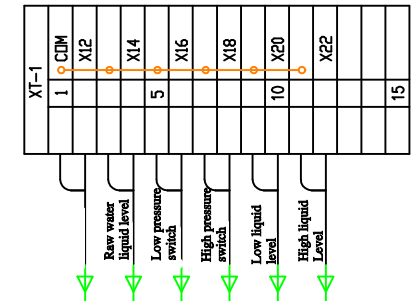 XT-1
COM
X12
X14
X16
X18
X20
X22
1
5
10
15
Raw water
liquid level
Low pressure
switch
High pressure
switch
Low liquid
level
High liquid
Level